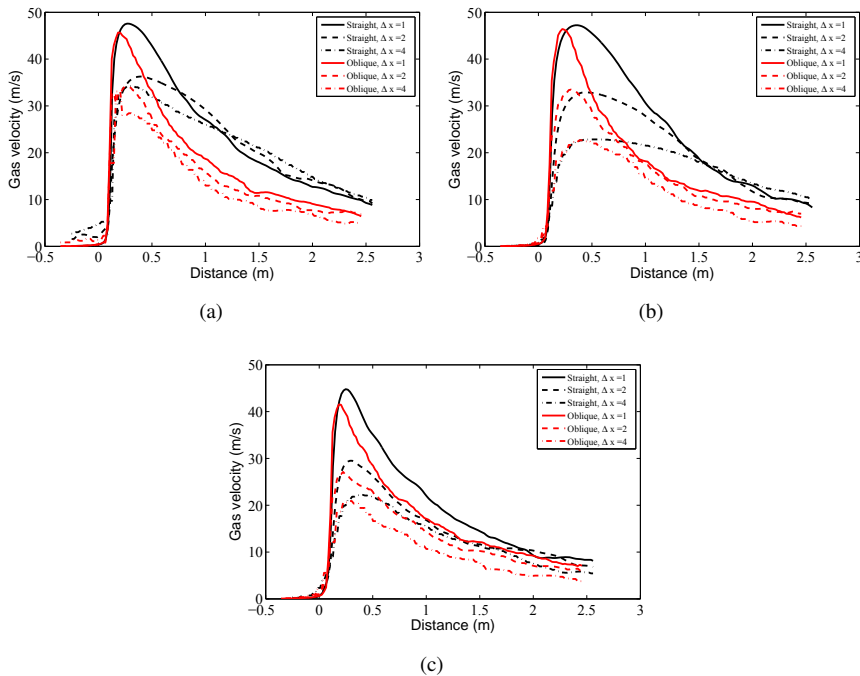 50
40
30
20
10
0
Gas velocity (m/s)
−0.5 0 0.5 1 1.5 2 2.5 3
Distance (m)
Straight, Δ x =1
Straight, Δ x =2
Straight, Δ x =4
Oblique, Δ x =1
Oblique, Δ x =2
Oblique, Δ x =4
(a)
50
40
30
20
10
0
Gas velocity (m/s)
−0.5 0 0.5 1 1.5 2 2.5 3
Distance (m)
Straight, Δ x =1
Straight, Δ x =2
Straight, Δ x =4
Oblique, Δ x =1
Oblique, Δ x =2
Oblique, Δ x =4
(b)
50
40
30
20
10
0
Gas velocity (m/s)
−0.5 0 0.5 1 1.5 2 2.5 3
Distance (m)
Straight, Δ x =1
Straight, Δ x =2
Straight, Δ x =4
Oblique, Δ x =1
Oblique, Δ x =2
Oblique, Δ x =4
(c)